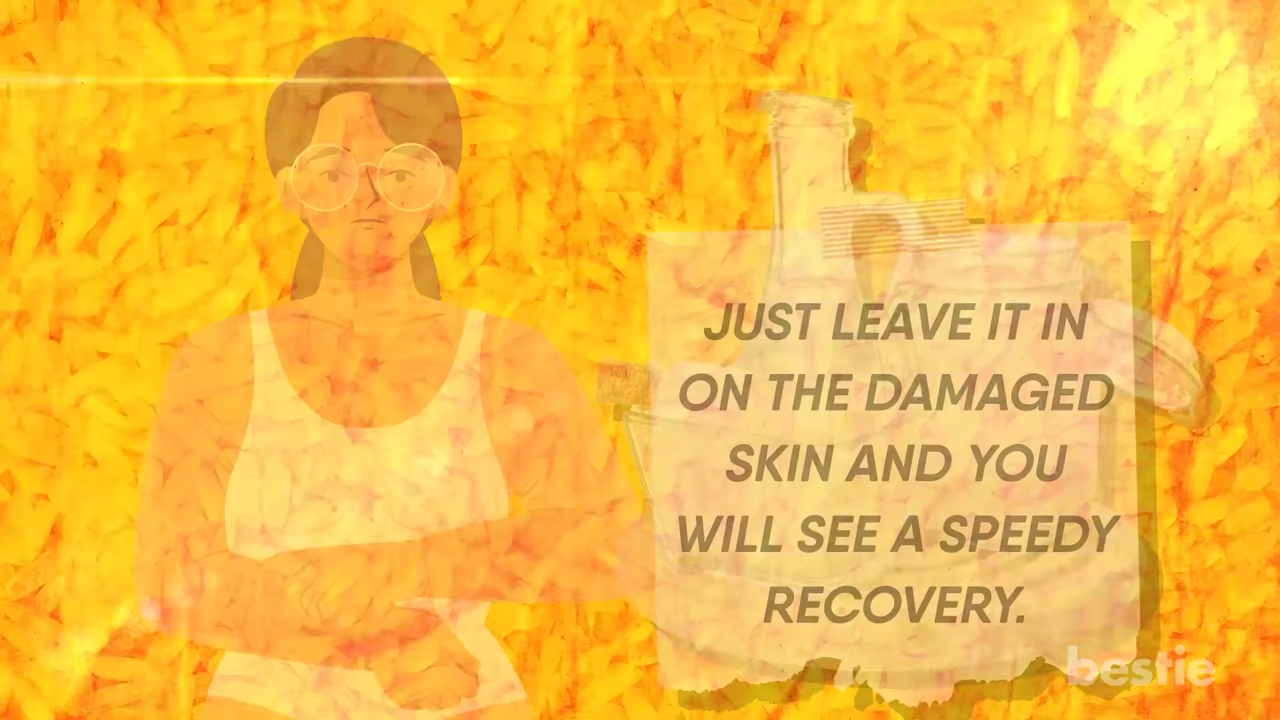 JUST LEAVE IT IN
ON THE DAMAGED
SKIN AND YOU
WILL SEE A SPEEDY
RECOVERY.
bestie